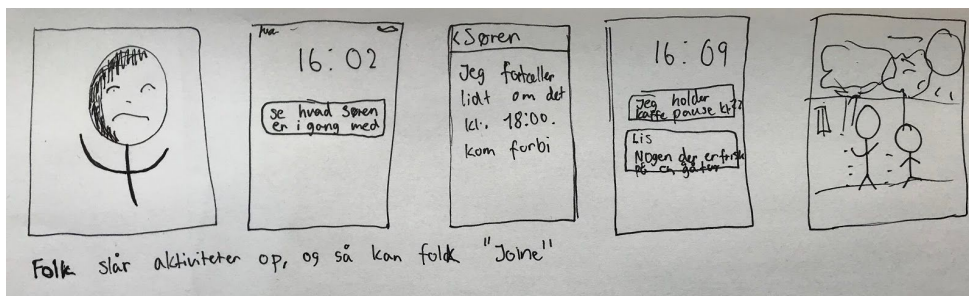 16:02
se hvad søren
er i gang med
< Søren
Jeg fortæller
lidt om det
kl. 18:00.
kom forbi
16:09
Jeg holder
kaffe pause kl
Lis
Nogen der er frisk
på en gåtur
Folk slår aktiviteter op, og så kan folk "Joine"